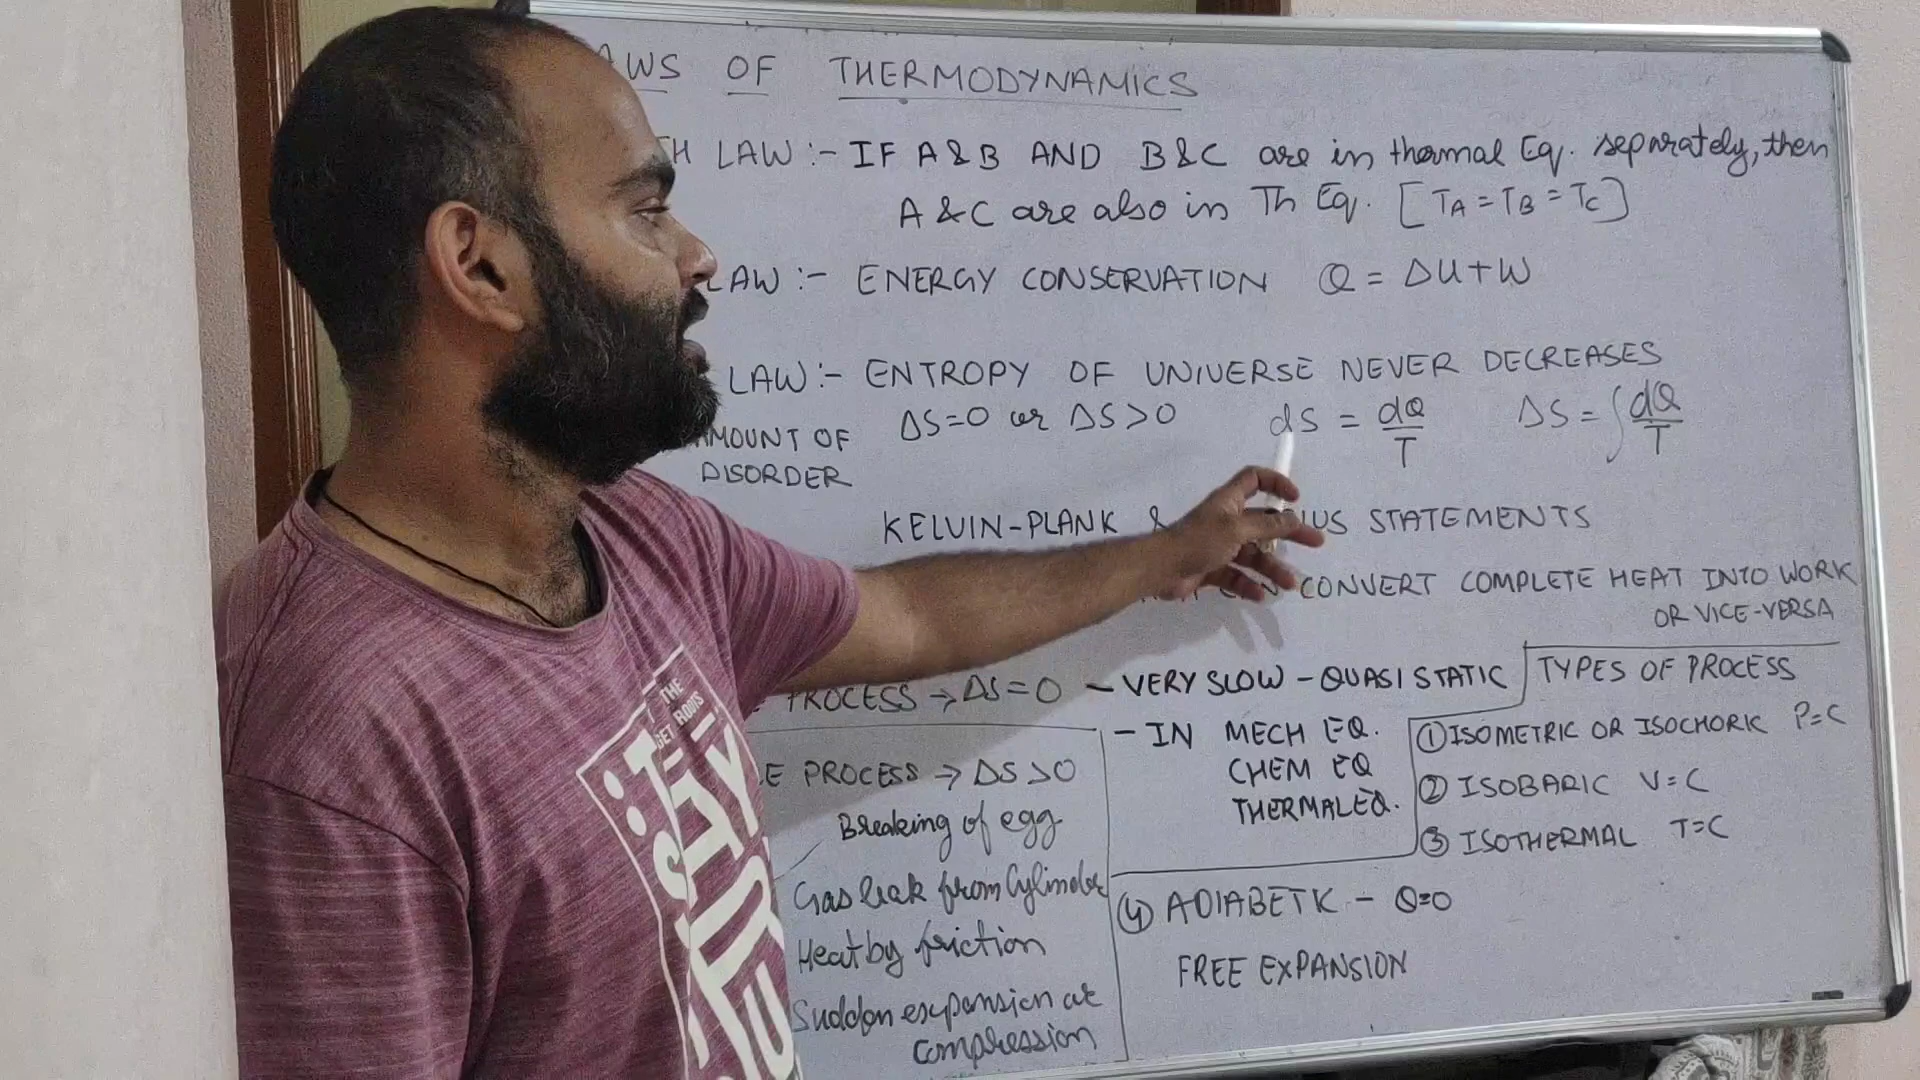 AWS OF THERMODYNAMICS
TH LAW :- IF A & B AND B & C are in thermal Eq. separately, then
A & C are also in Th Eq. [TA = TB = TC]
LAW :- ENERGY CONSERVATION Q = ΔU + W
LAW :- ENTROPY OF UNIVERSE NEVER DECREASES
AMOUNT OF DISORDER
ΔS=0 or ΔS>0 dS = dQ/T ΔS = ∫ dQ/T
KELVIN-PLANK & IUS STATEMENTS
CONVERT COMPLETE HEAT INTO WORK
OR VICE-VERSA
PROCESS → ΔS=0 - VERY SLOW - QUASI STATIC
- IN MECH EQ.
CHEM EQ
THERMAL EQ.
E PROCESS → ΔS>0
Breaking of egg
Gas leak from Cylinder
Heat by friction
Sudden expansion or
compression
TYPES OF PROCESS
① ISOMETRIC OR ISOCHORIC P=C
② ISOBARIC V=C
③ ISOTHERMAL T=C
④ ADIABETIC - Q=0
FREE EXPANSION
T THE
GET ROOTS